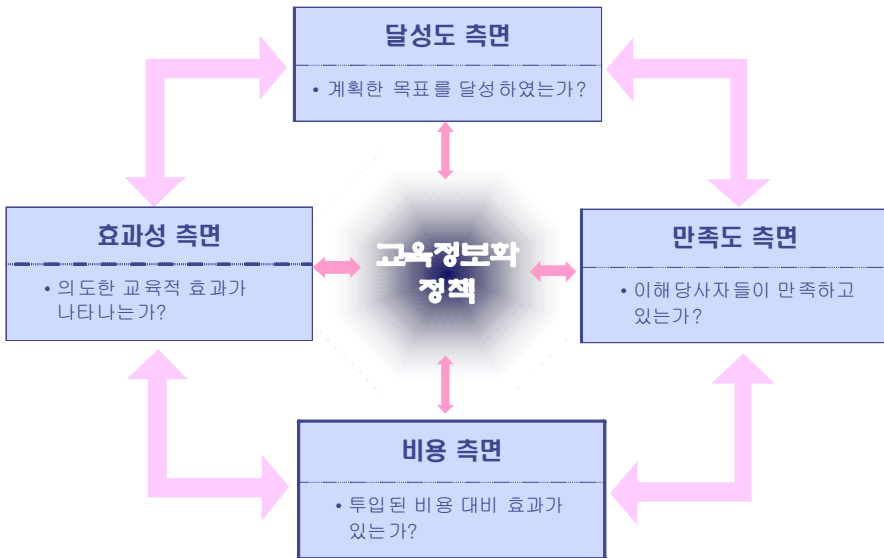 달성도 측면
• 계획한 목표를 달성하였는가?
효과성 측면
• 의도한 교육적 효과가
나타나는가?
교육정보화
정책
만족도 측면
• 이해당사자들이 만족하고
있는가?
비용 측면
• 투입된 비용 대비 효과가
있는가?